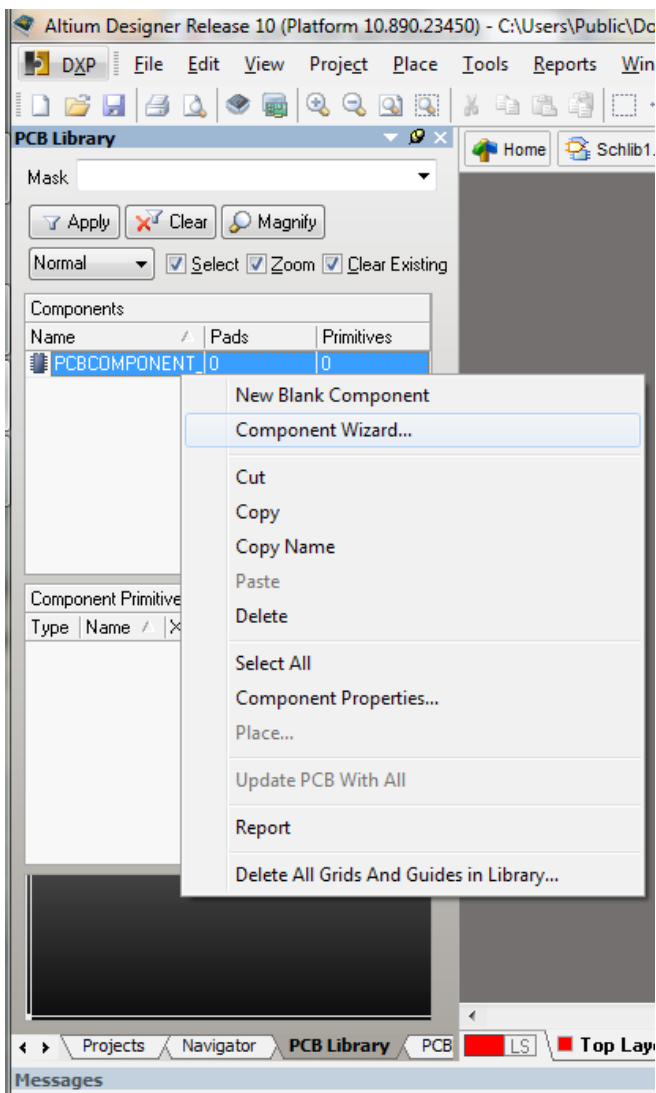 Altium Designer Release 10 (Platform 10.890.23450) - C:\Users\Public\Do
DXP File Edit View Project Place Tools Reports Win
PCB Library
Home Schlib1.
Mask
Apply Clear Magnify
Normal Select Zoom Clear Existing
Components
Name Pads Primitives
PCBCOMPONENT_ 0 0
New Blank Component
Component Wizard...
Cut
Copy
Copy Name
Paste
Delete
Select All
Component Properties...
Place...
Update PCB With All
Report
Delete All Grids And Guides in Library...
Component Primitive
Type Name X
Projects Navigator PCB Library PCB LS Top Lay
Messages